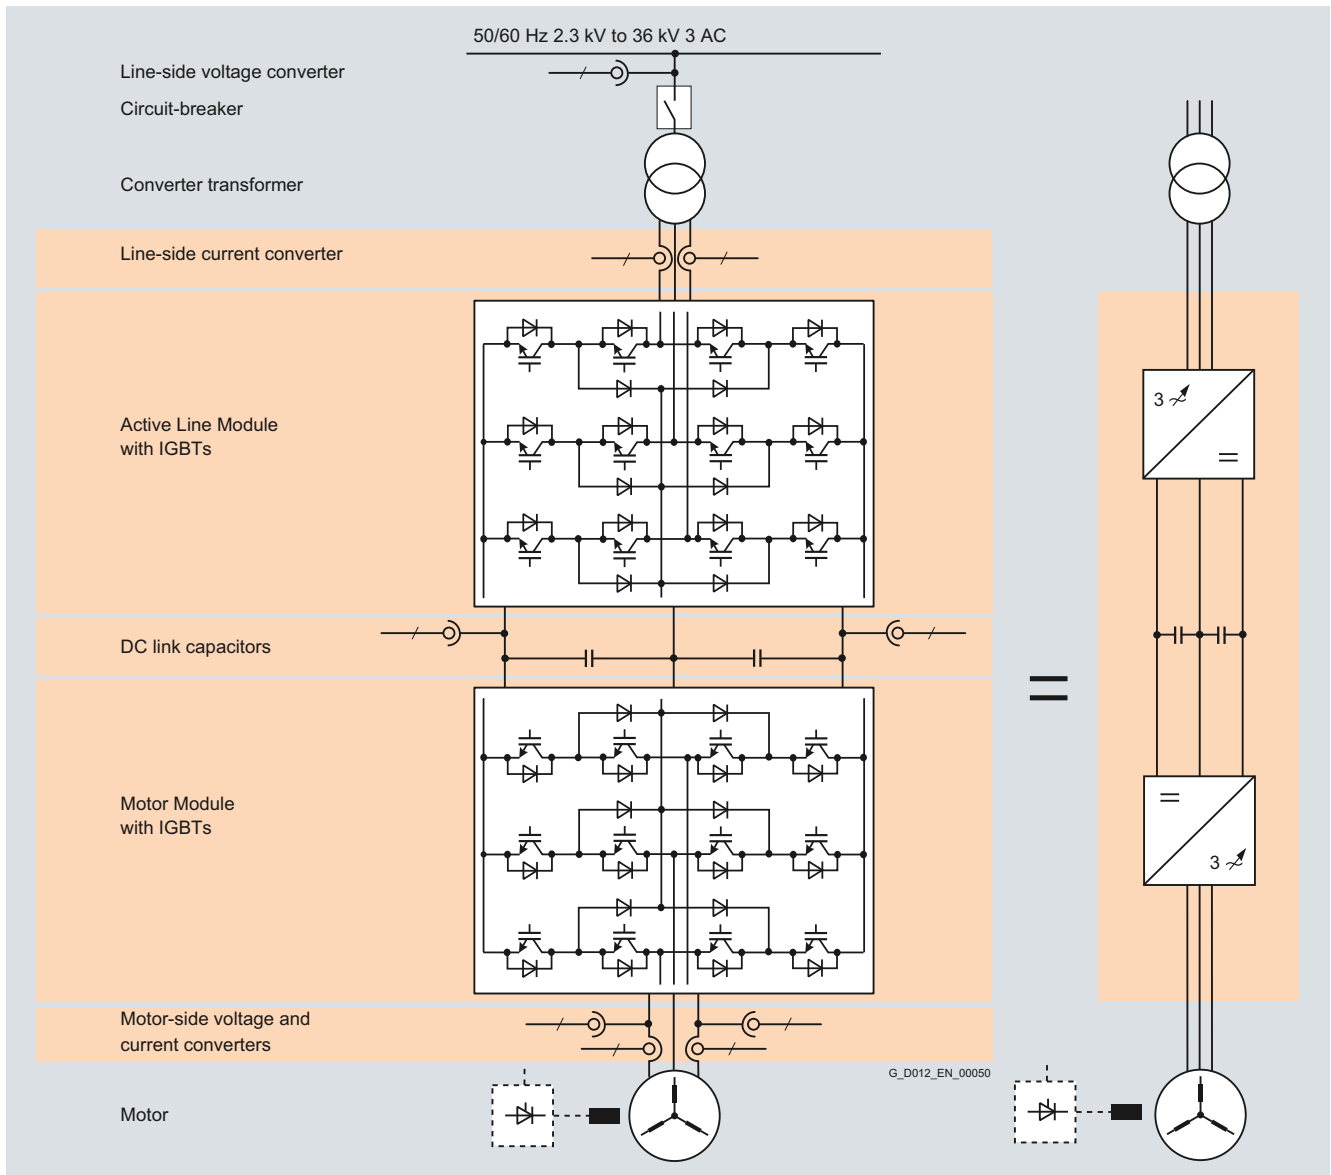 50/60 Hz 2.3 kV to 36 kV 3 AC
Line-side voltage converter
Circuit-breaker
Converter transformer
Line-side current converter
3
Active Line Module
with IGBTs
DC link capacitors
Motor Module
with IGBTs
3
Motor-side voltage and
current converters
G_D012_EN_00050
Motor